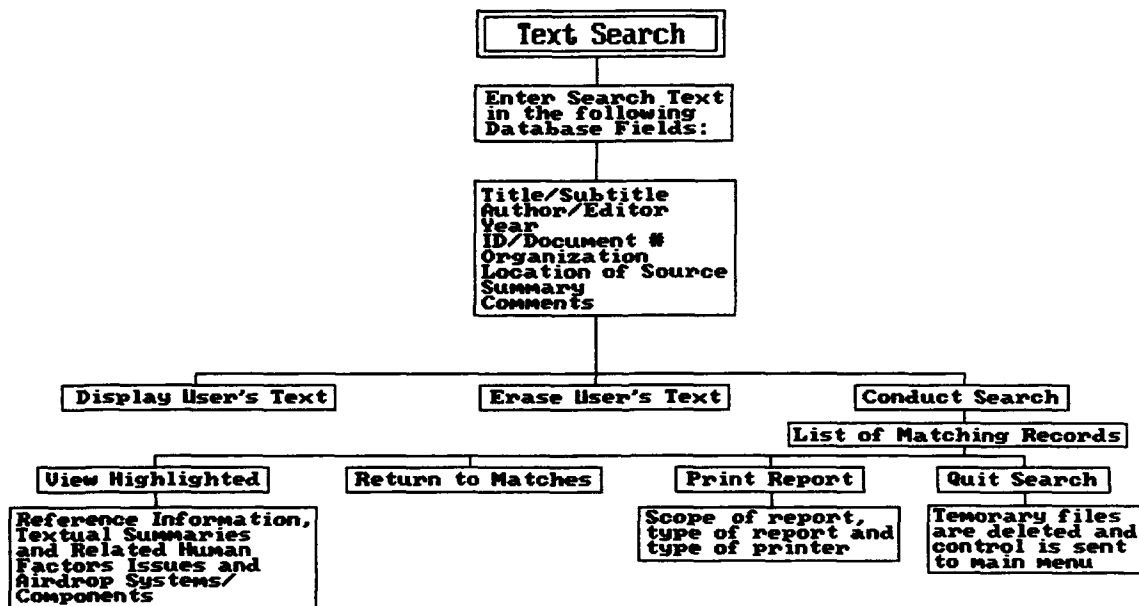 Text Search
Enter Search Text
in the following
Database Fields:
Title/Subtitle
Author/Editor
Year
ID/Document #
Organization
Location of Source
Summary
Comments
Display User's Text
Erase User's Text
Conduct Search
List of Matching Records
View Highlighted
Return to Matches
Print Report
Quit Search
Reference Information,
Textual Summaries
and Related Human
Factors Issues and
Airdrop Systems/
Components
Scope of report,
type of report and
type of printer
Temorary files
are deleted and
control is sent
to main menu